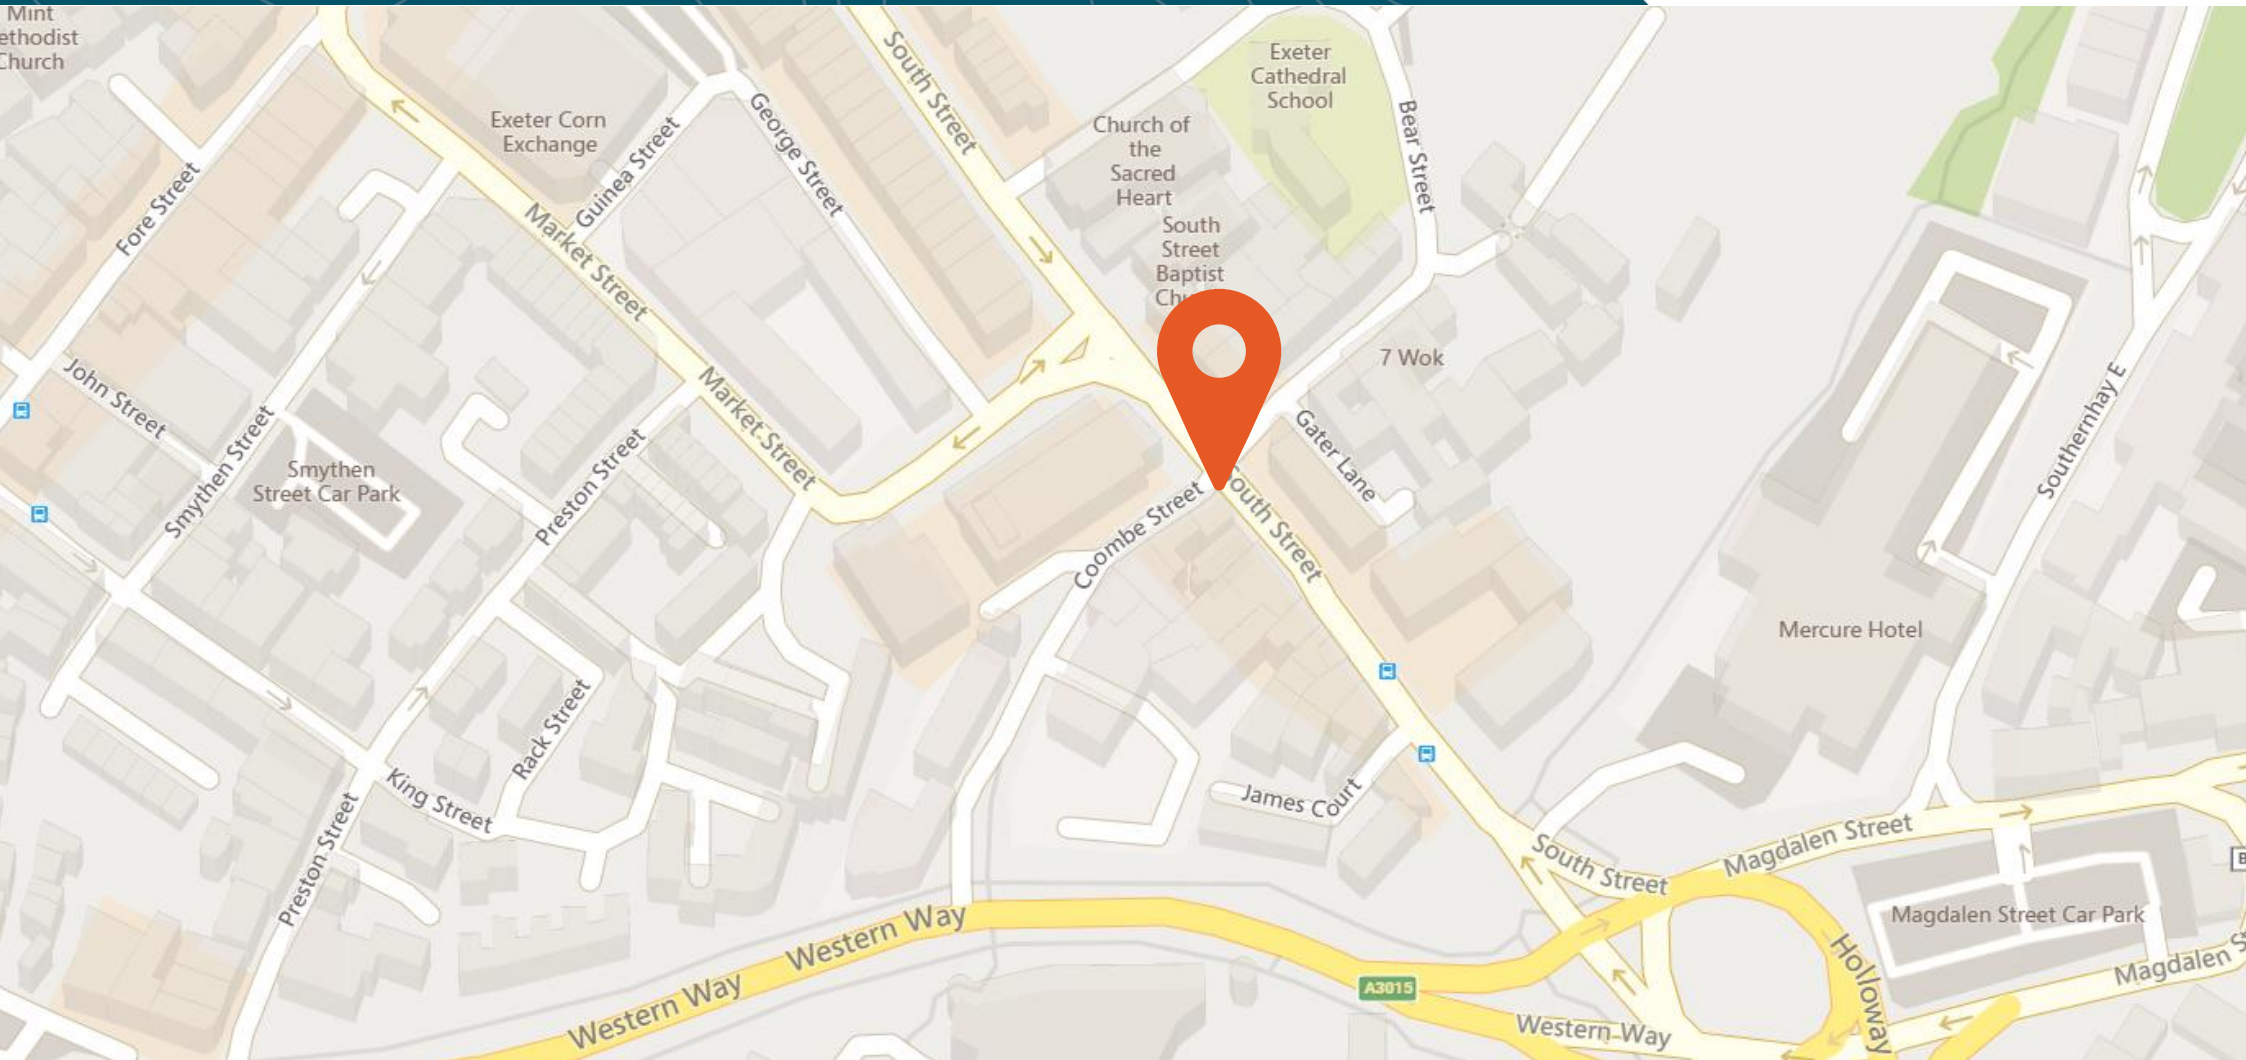 Mint
ethodist
Church
South Street
Exeter
Cathedral
School
Exeter Corn
Exchange
Guinea Street
George Street
Church of
the
Sacred
Heart
Bear Street
Fore Street
Market Street
South
Street
Baptist
7 Wok
John Street
Market Street
Gater Lane
Southernhay E
Smythen
Street Car Park
Smythen Street
Preston Street
Coombe Street
South Street
Mercure Hotel
Rack Street
King Street
James Court
Preston Street
South Street
Magdalen Street
Magdalen Street Car Park
Western Way
Western Way
A3015
Western Way
Holloway
Magdalen